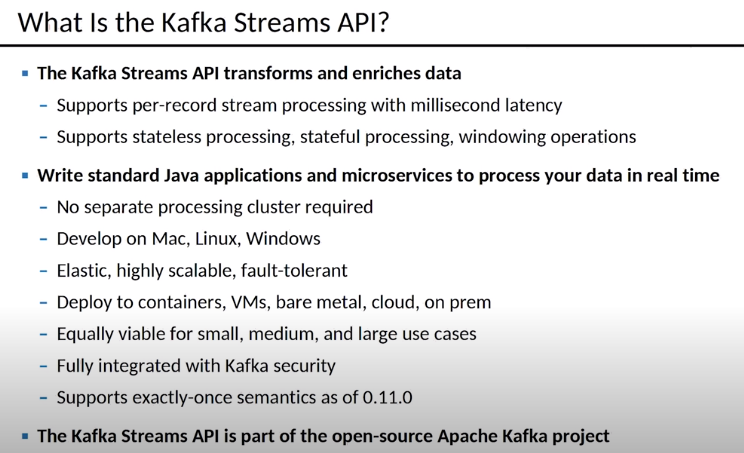 What Is the Kafka Streams API?
▪ The Kafka Streams API transforms and enriches data
– Supports per-record stream processing with millisecond latency
– Supports stateless processing, stateful processing, windowing operations
▪ Write standard Java applications and microservices to process your data in real time
– No separate processing cluster required
– Develop on Mac, Linux, Windows
– Elastic, highly scalable, fault-tolerant
– Deploy to containers, VMs, bare metal, cloud, on prem
– Equally viable for small, medium, and large use cases
– Fully integrated with Kafka security
– Supports exactly-once semantics as of 0.11.0
▪ The Kafka Streams API is part of the open-source Apache Kafka project